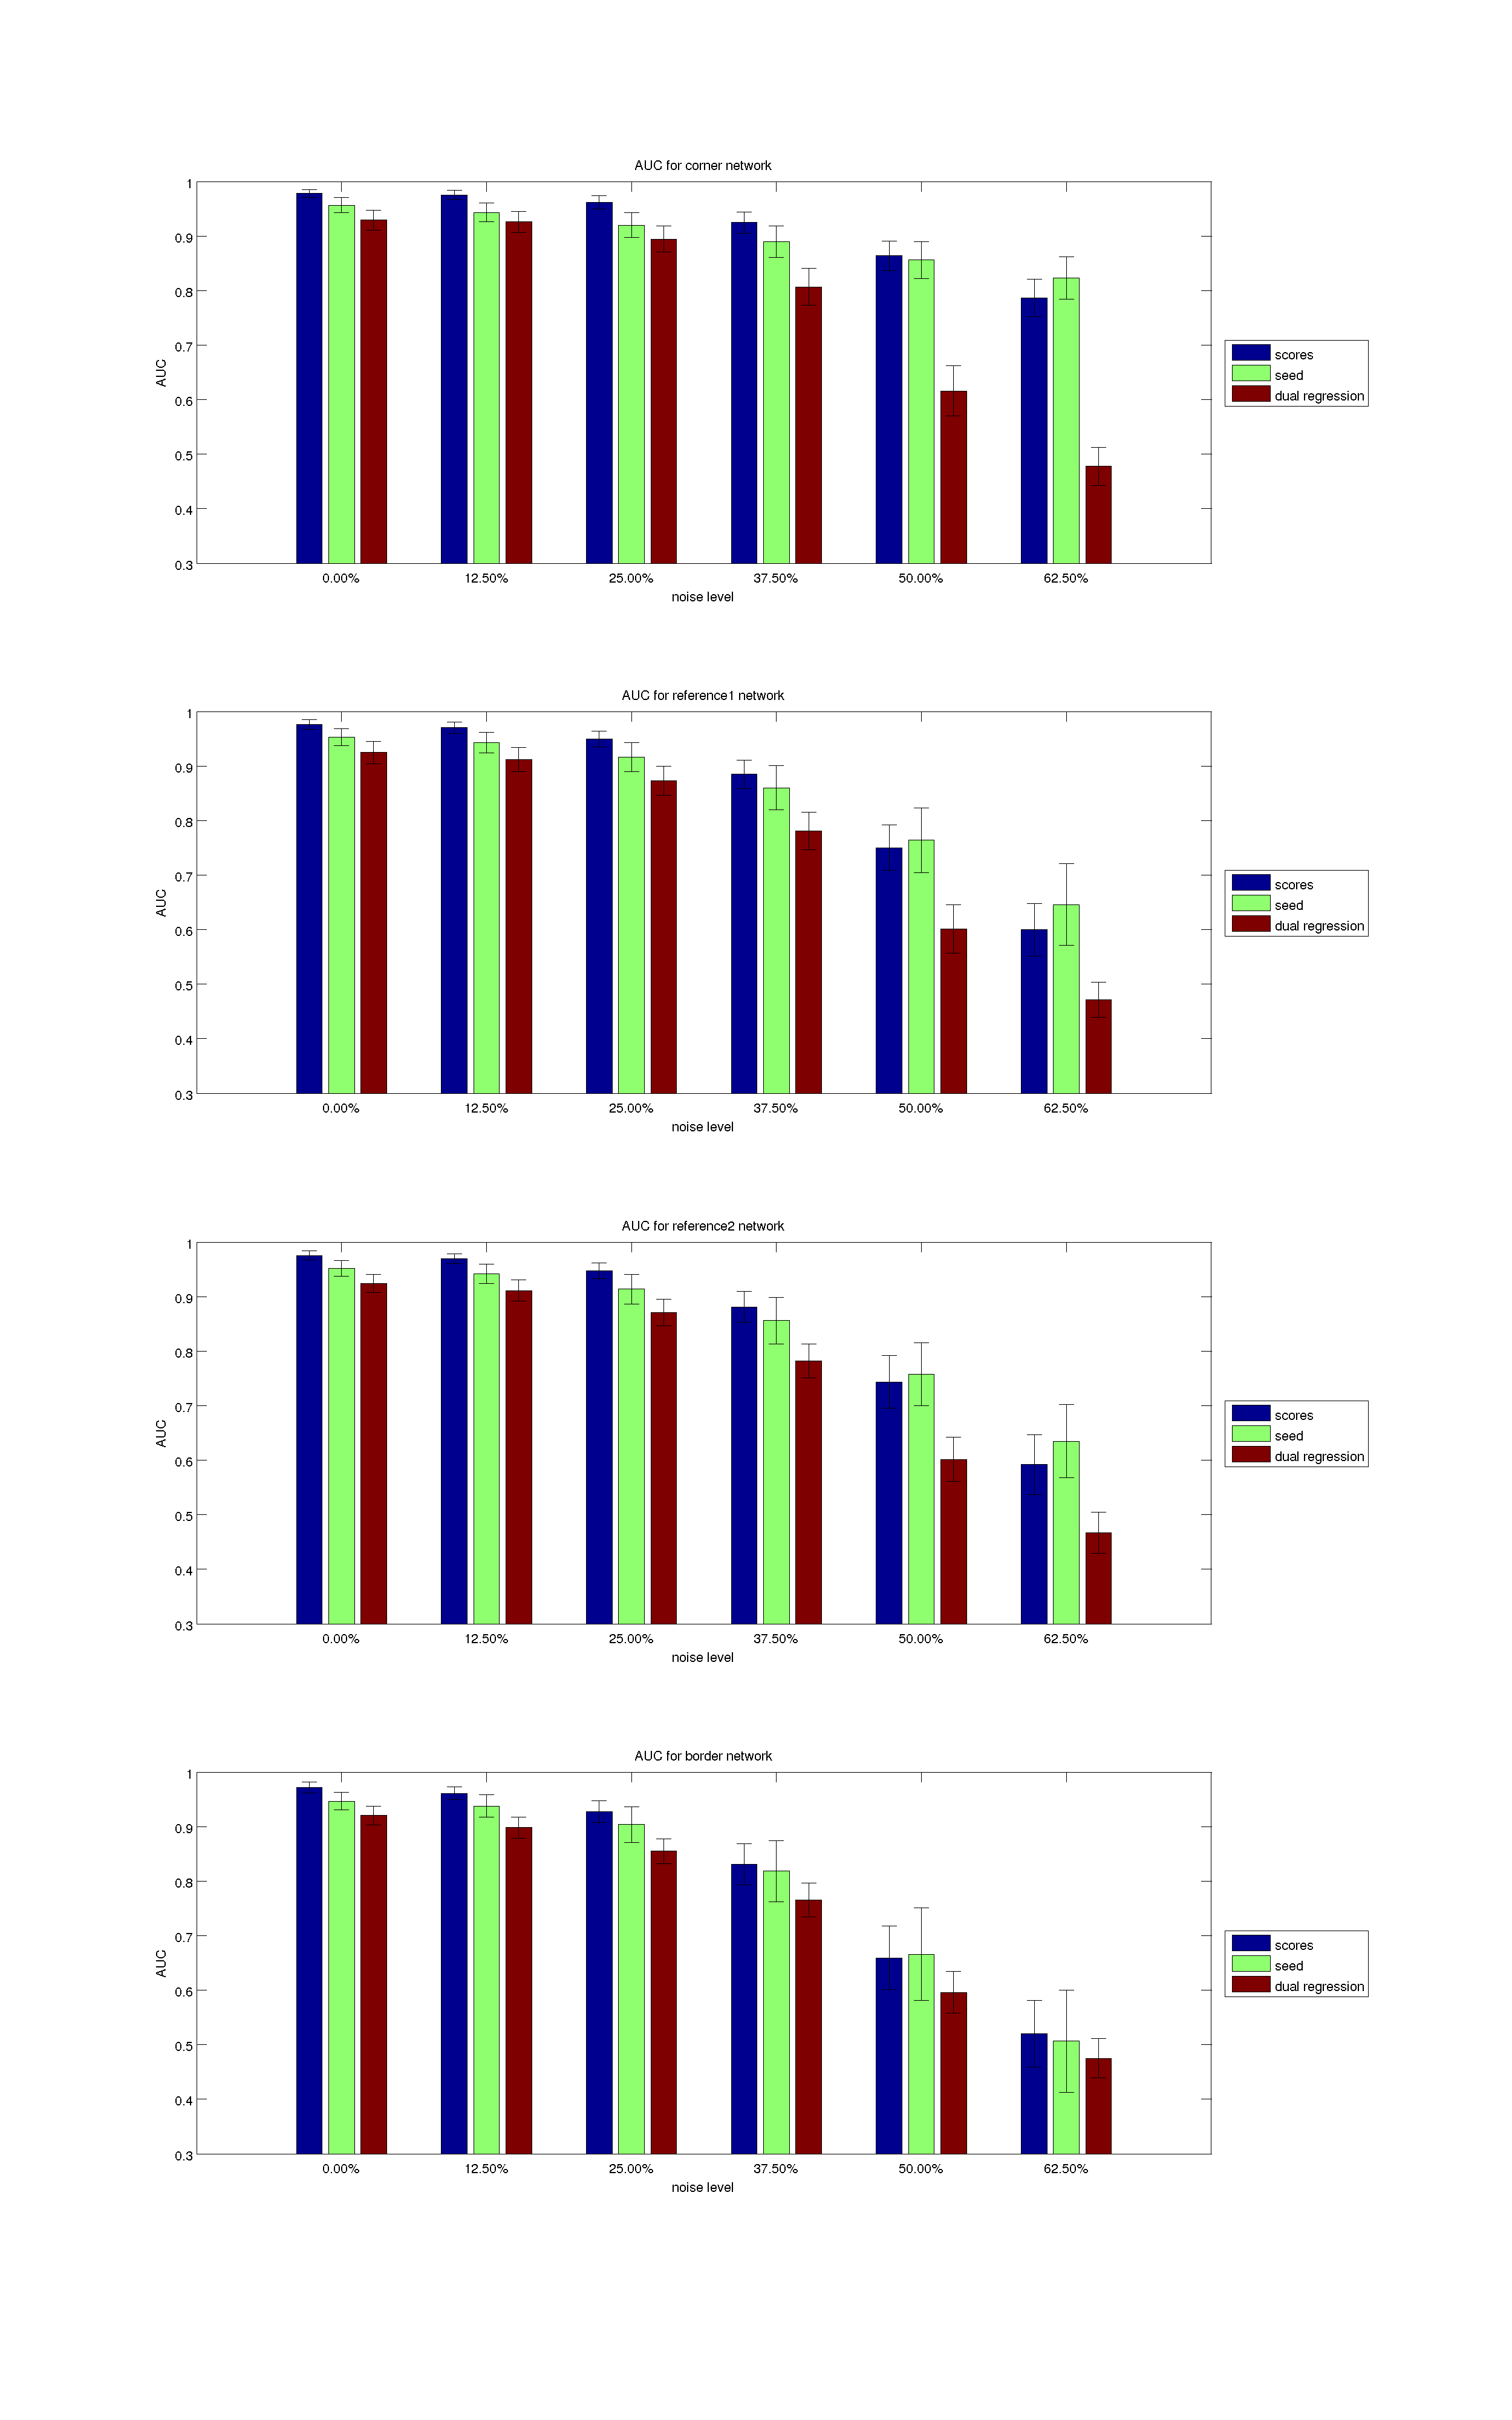 AUC for corner network
1
0.9
0.8
0.7
0.6
0.5
0.4
0.3
AUC
0.00% 12.50% 25.00% 37.50% 50.00% 62.50%
noise level
scores
seed
dual regression
AUC for reference1 network
1
0.9
0.8
0.7
0.6
0.5
0.4
0.3
AUC
0.00% 12.50% 25.00% 37.50% 50.00% 62.50%
noise level
scores
seed
dual regression
AUC for reference2 network
1
0.9
0.8
0.7
0.6
0.5
0.4
0.3
AUC
0.00% 12.50% 25.00% 37.50% 50.00% 62.50%
noise level
scores
seed
dual regression
AUC for border network
1
0.9
0.8
0.7
0.6
0.5
0.4
0.3
AUC
0.00% 12.50% 25.00% 37.50% 50.00% 62.50%
noise level
scores
seed
dual regression